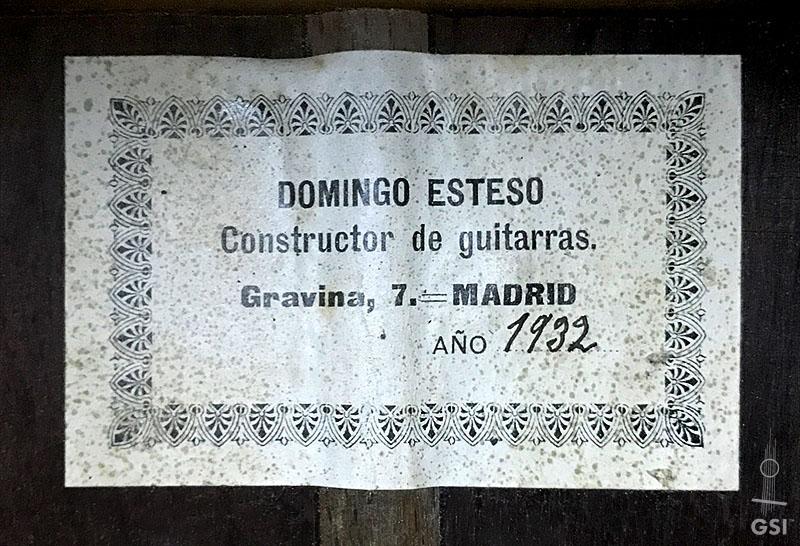 DOMINGO ESTESO
Constructor de guitarras.
Gravina, 7.=MADRID
AÑO 1932
GSI